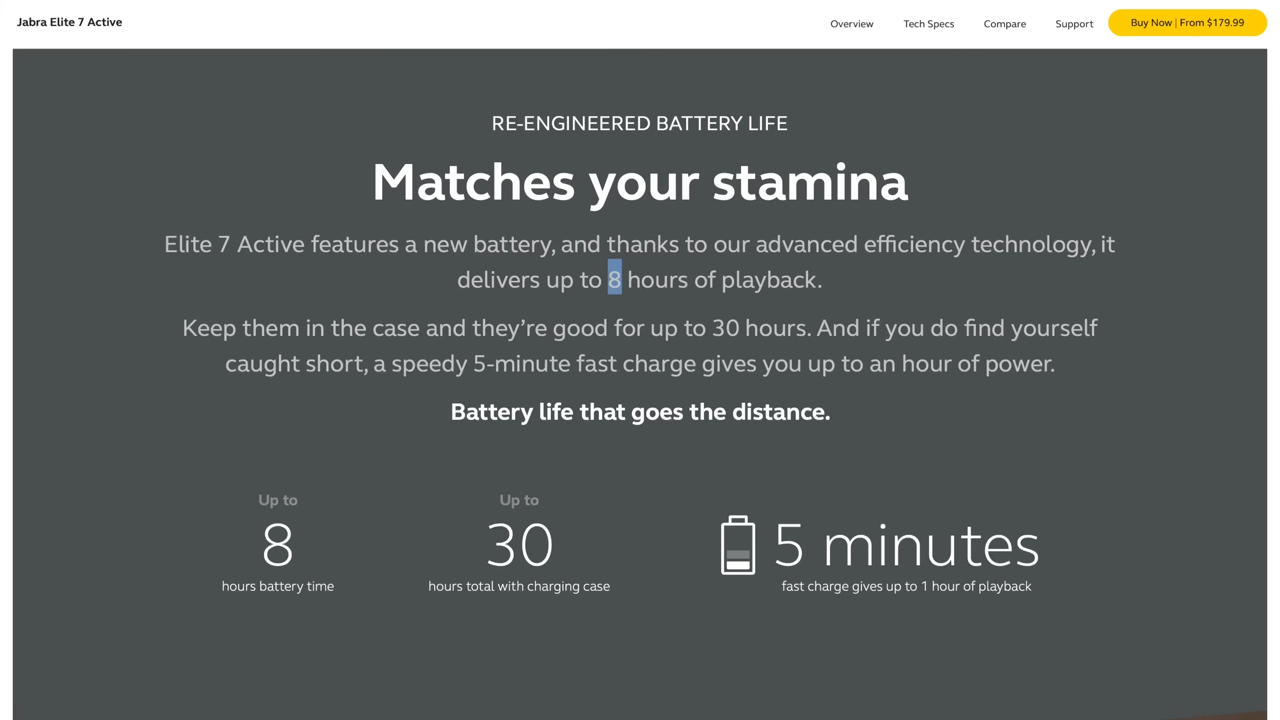 Jabra Elite 7 Active
Overview
Tech Specs
Compare
Support
Buy Now | From $179.99
RE-ENGINEERED BATTERY LIFE
Matches your stamina
Elite 7 Active features a new battery, and thanks to our advanced efficiency technology, it
delivers up to 8 hours of playback.
Keep them in the case and they’re good for up to 30 hours. And if you do find yourself
caught short, a speedy 5-minute fast charge gives you up to an hour of power.
Battery life that goes the distance.
Up to
8
hours battery time
Up to
30
hours total with charging case
5 minutes
fast charge gives up to 1 hour of playback